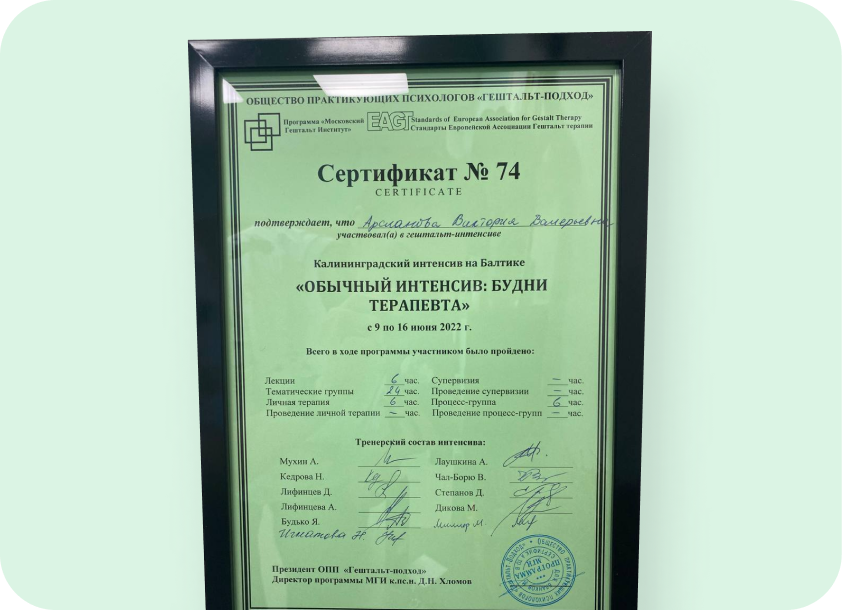 ОБЩЕСТВО ПРАКТИКУЮЩИХ ПСИХОЛОГОВ «ГЕШТАЛЬТ-ПОДХОД»
Программа «Московский Гештальт Институт»
EAGT
Standards of European Association for Gestalt Therapy
Стандарты Европейской Ассоциации Гештальт терапии
Сертификат № 74
CERTIFICATE
подтверждает, что Арсланова Виктория Валерьевна
участвовал(а) в гештальт-интенсиве
Калининградский интенсив на Балтике
«ОБЫЧНЫЙ ИНТЕНСИВ: БУДНИ
ТЕРАПЕВТА»
с 9 по 16 июня 2022 г.
Всего в ходе программы участником было пройдено:
Лекции 6 час. Супервизия – час.
Тематические группы 24 час. Проведение супервизии – час.
Личная терапия 6 час. Процесс-группа 6 час.
Проведение личной терапии – час. Проведение процесс-групп – час.
Тренерский состав интенсива:
Мухин А. Лаушкина А.
Кедрова Н. Чал-Борю В.
Лифинцев Д. Степанов Д.
Лифинцева А. Дикова М.
Будько Я.
Игнатова Н.
Президент ОПП «Гештальт-подход»
Директор программы МГИ к.пс.н. Д.Н. Хломов
ПРОГРАММА
МГИ